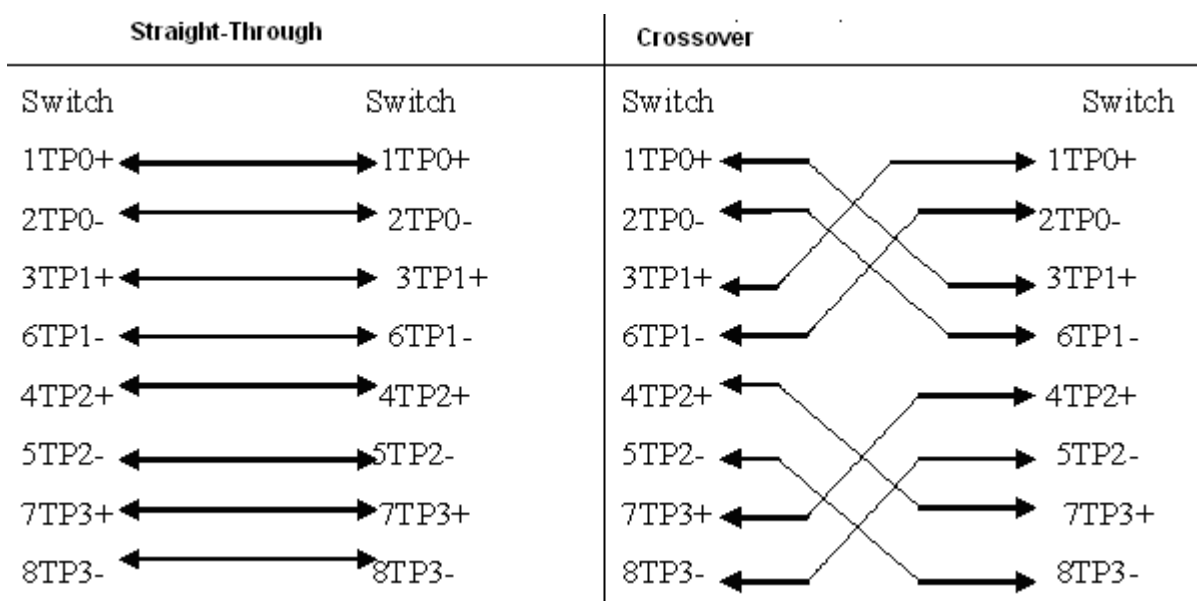 Straight-Through Crossover
Switch Switch Switch Switch
1TP0+ 1TP0+ 1TP0+ 1TP0+
2TP0- 2TP0- 2TP0- 2TP0-
3TP1+ 3TP1+ 3TP1+ 3TP1+
6TP1- 6TP1- 6TP1- 6TP1-
4TP2+ 4TP2+ 4TP2+ 4TP2+
5TP2- 5TP2- 5TP2- 5TP2-
7TP3+ 7TP3+ 7TP3+ 7TP3+
8TP3- 8TP3- 8TP3- 8TP3-